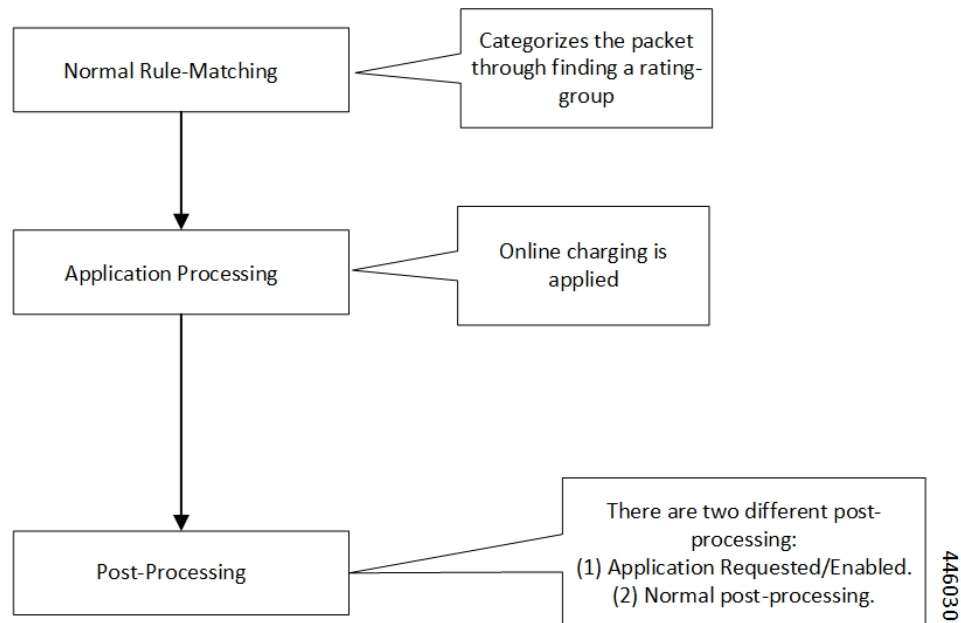 Normal Rule-Matching
Categorizes the packet
through finding a rating-
group
Application Processing
Online charging is
applied
Post-Processing
There are two different post-
processing:
(1) Application Requested/Enabled.
(2) Normal post-processing.
446030